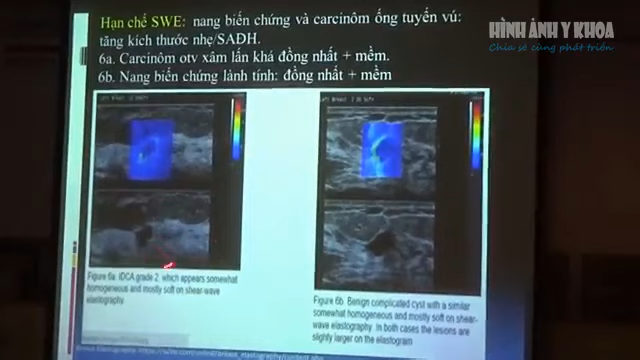 HÌNH ẢNH Y KHOA
Chia sẻ cùng phát triển
Hạn chế SWE: nang biến chứng và carcinôm ống tuyến vú:
tăng kích thước nhẹ/SADH.
6a. Carcinôm otv xâm lấn khá đồng nhất + mềm.
6b. Nang biến chứng lành tính: đồng nhất + mềm
Figure 6a. IDCA grade 2, which appears somewhat
homogeneous and mostly soft on shear-wave
elastography
Figure 6b. Benign complicated cyst with a similar
somewhat homogeneous and mostly soft on shear-
wave elastography. In both cases the lesions are
slightly larger on the elastogram